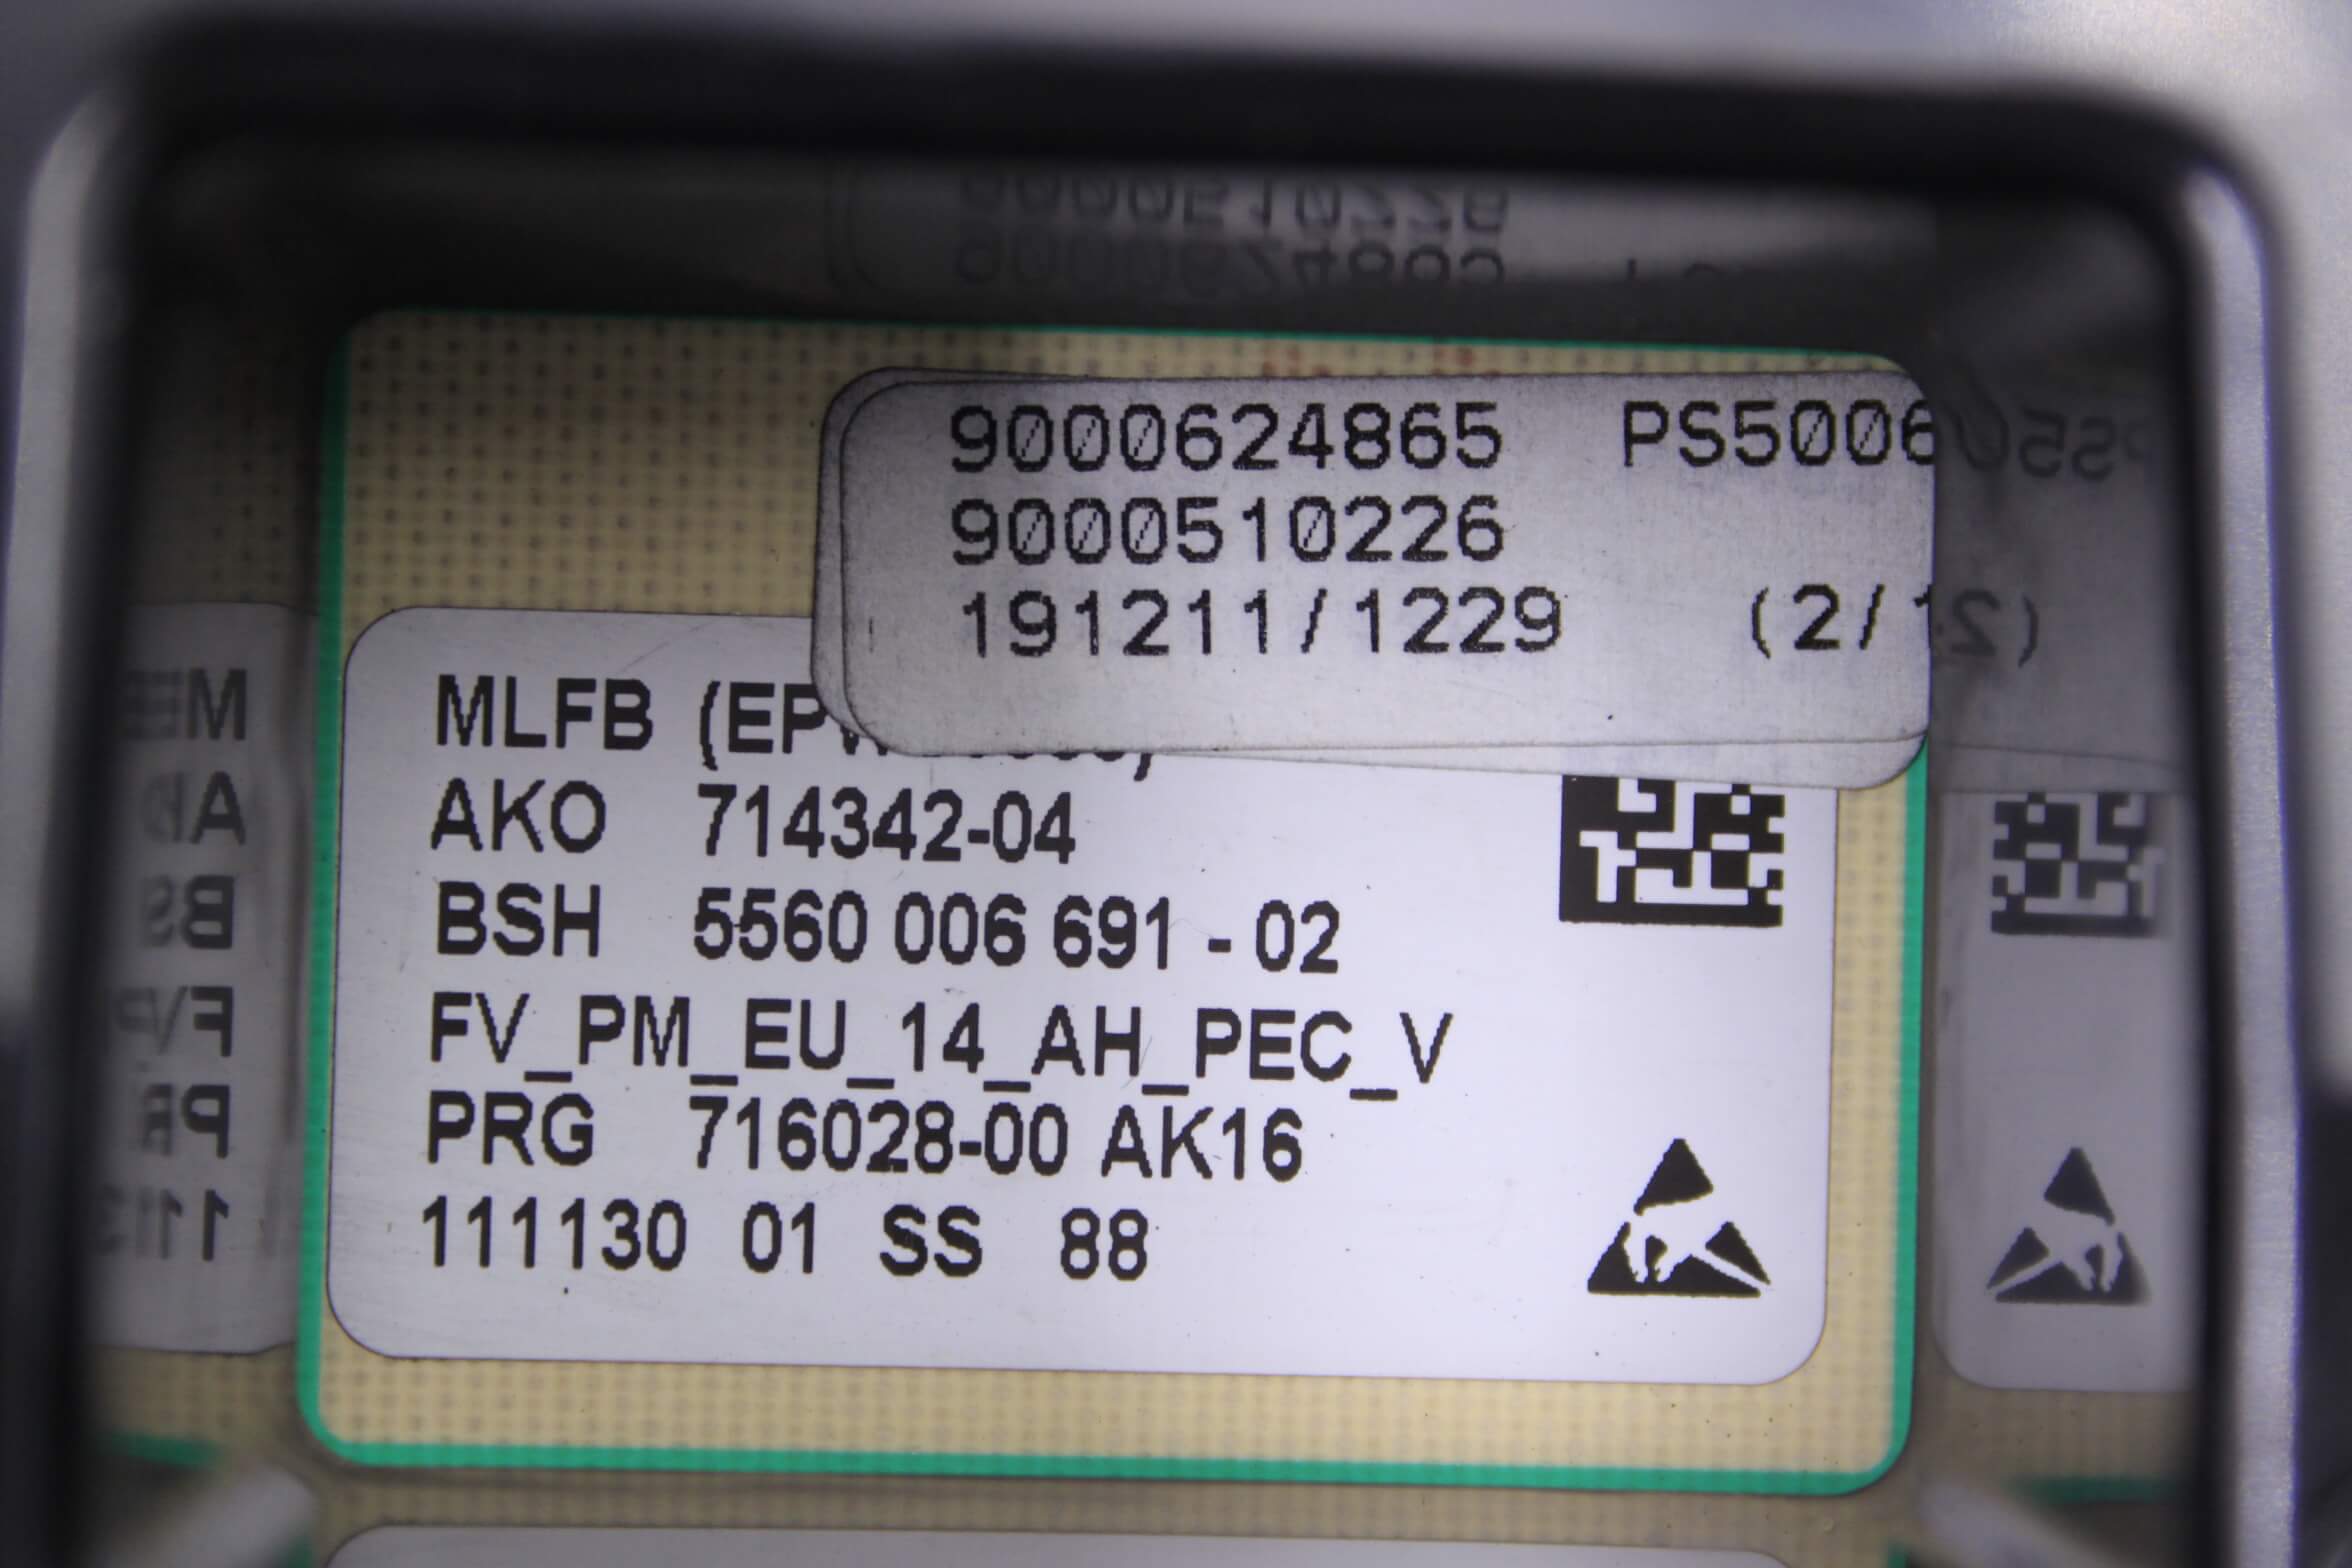 9000624865 PS5006
9000510226
191211/1229 (2/1
MLFB (EP
AKO 714342-04
BSH 5560 006 691 - 02
FV_PM_EU_14_AH_PEC_V
PRG 716028-00 AK16
111130 01 SS 88